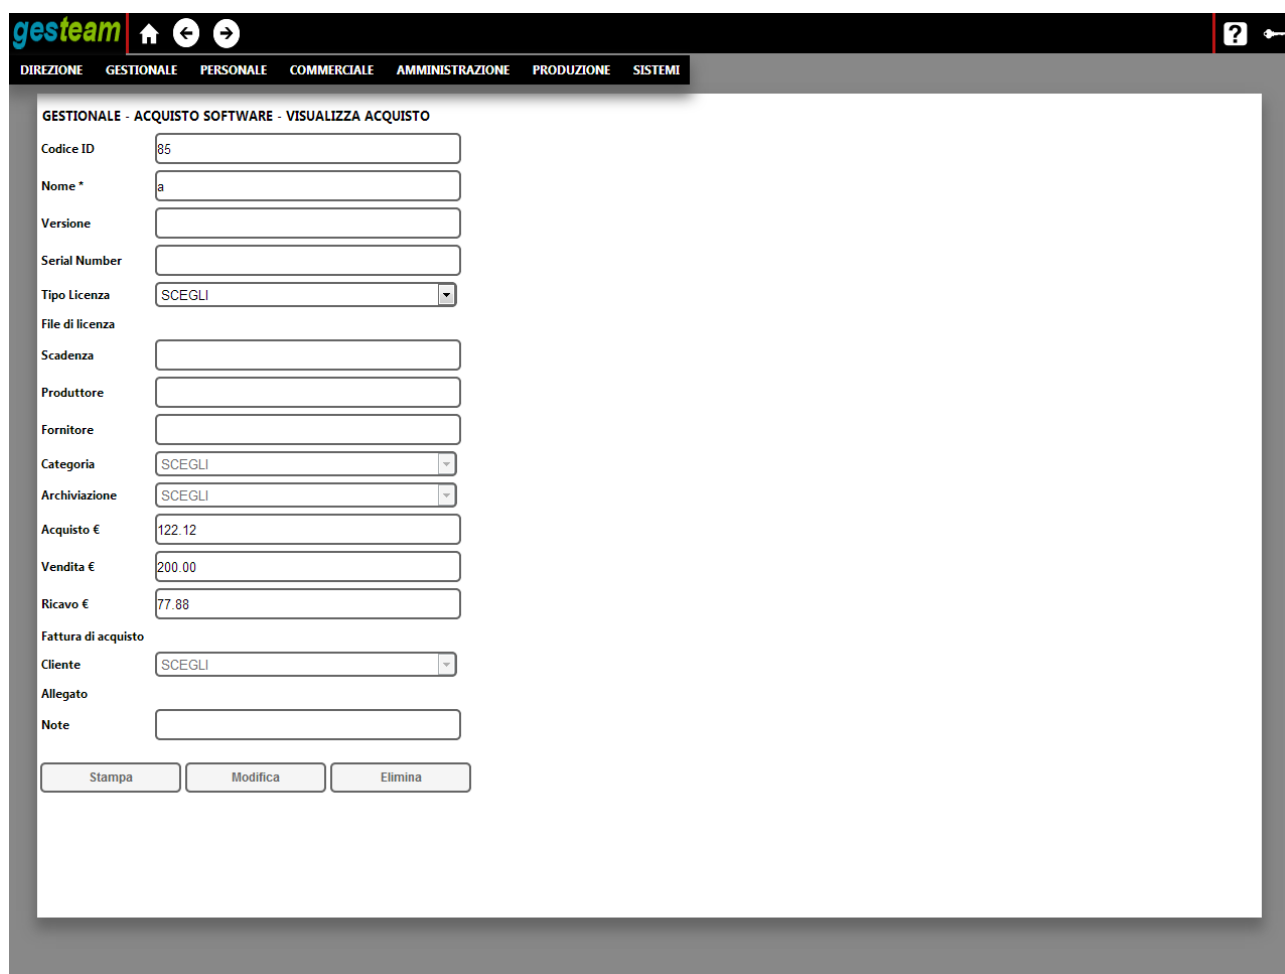 gesteam
?
DIREZIONE GESTIONALE PERSONALE COMMERCIALE AMMINISTRAZIONE PRODUZIONE SISTEMI
GESTIONALE - ACQUISTO SOFTWARE - VISUALIZZA ACQUISTO
Codice ID 85
Nome * a
Versione
Serial Number
Tipo Licenza SCEGLI
File di licenza
Scadenza
Produttore
Fornitore
Categoria SCEGLI
Archiviazione SCEGLI
Acquisto € 122.12
Vendita € 200.00
Ricavo € 77.88
Fattura di acquisto
Cliente SCEGLI
Allegato
Note
Stampa Modifica Elimina